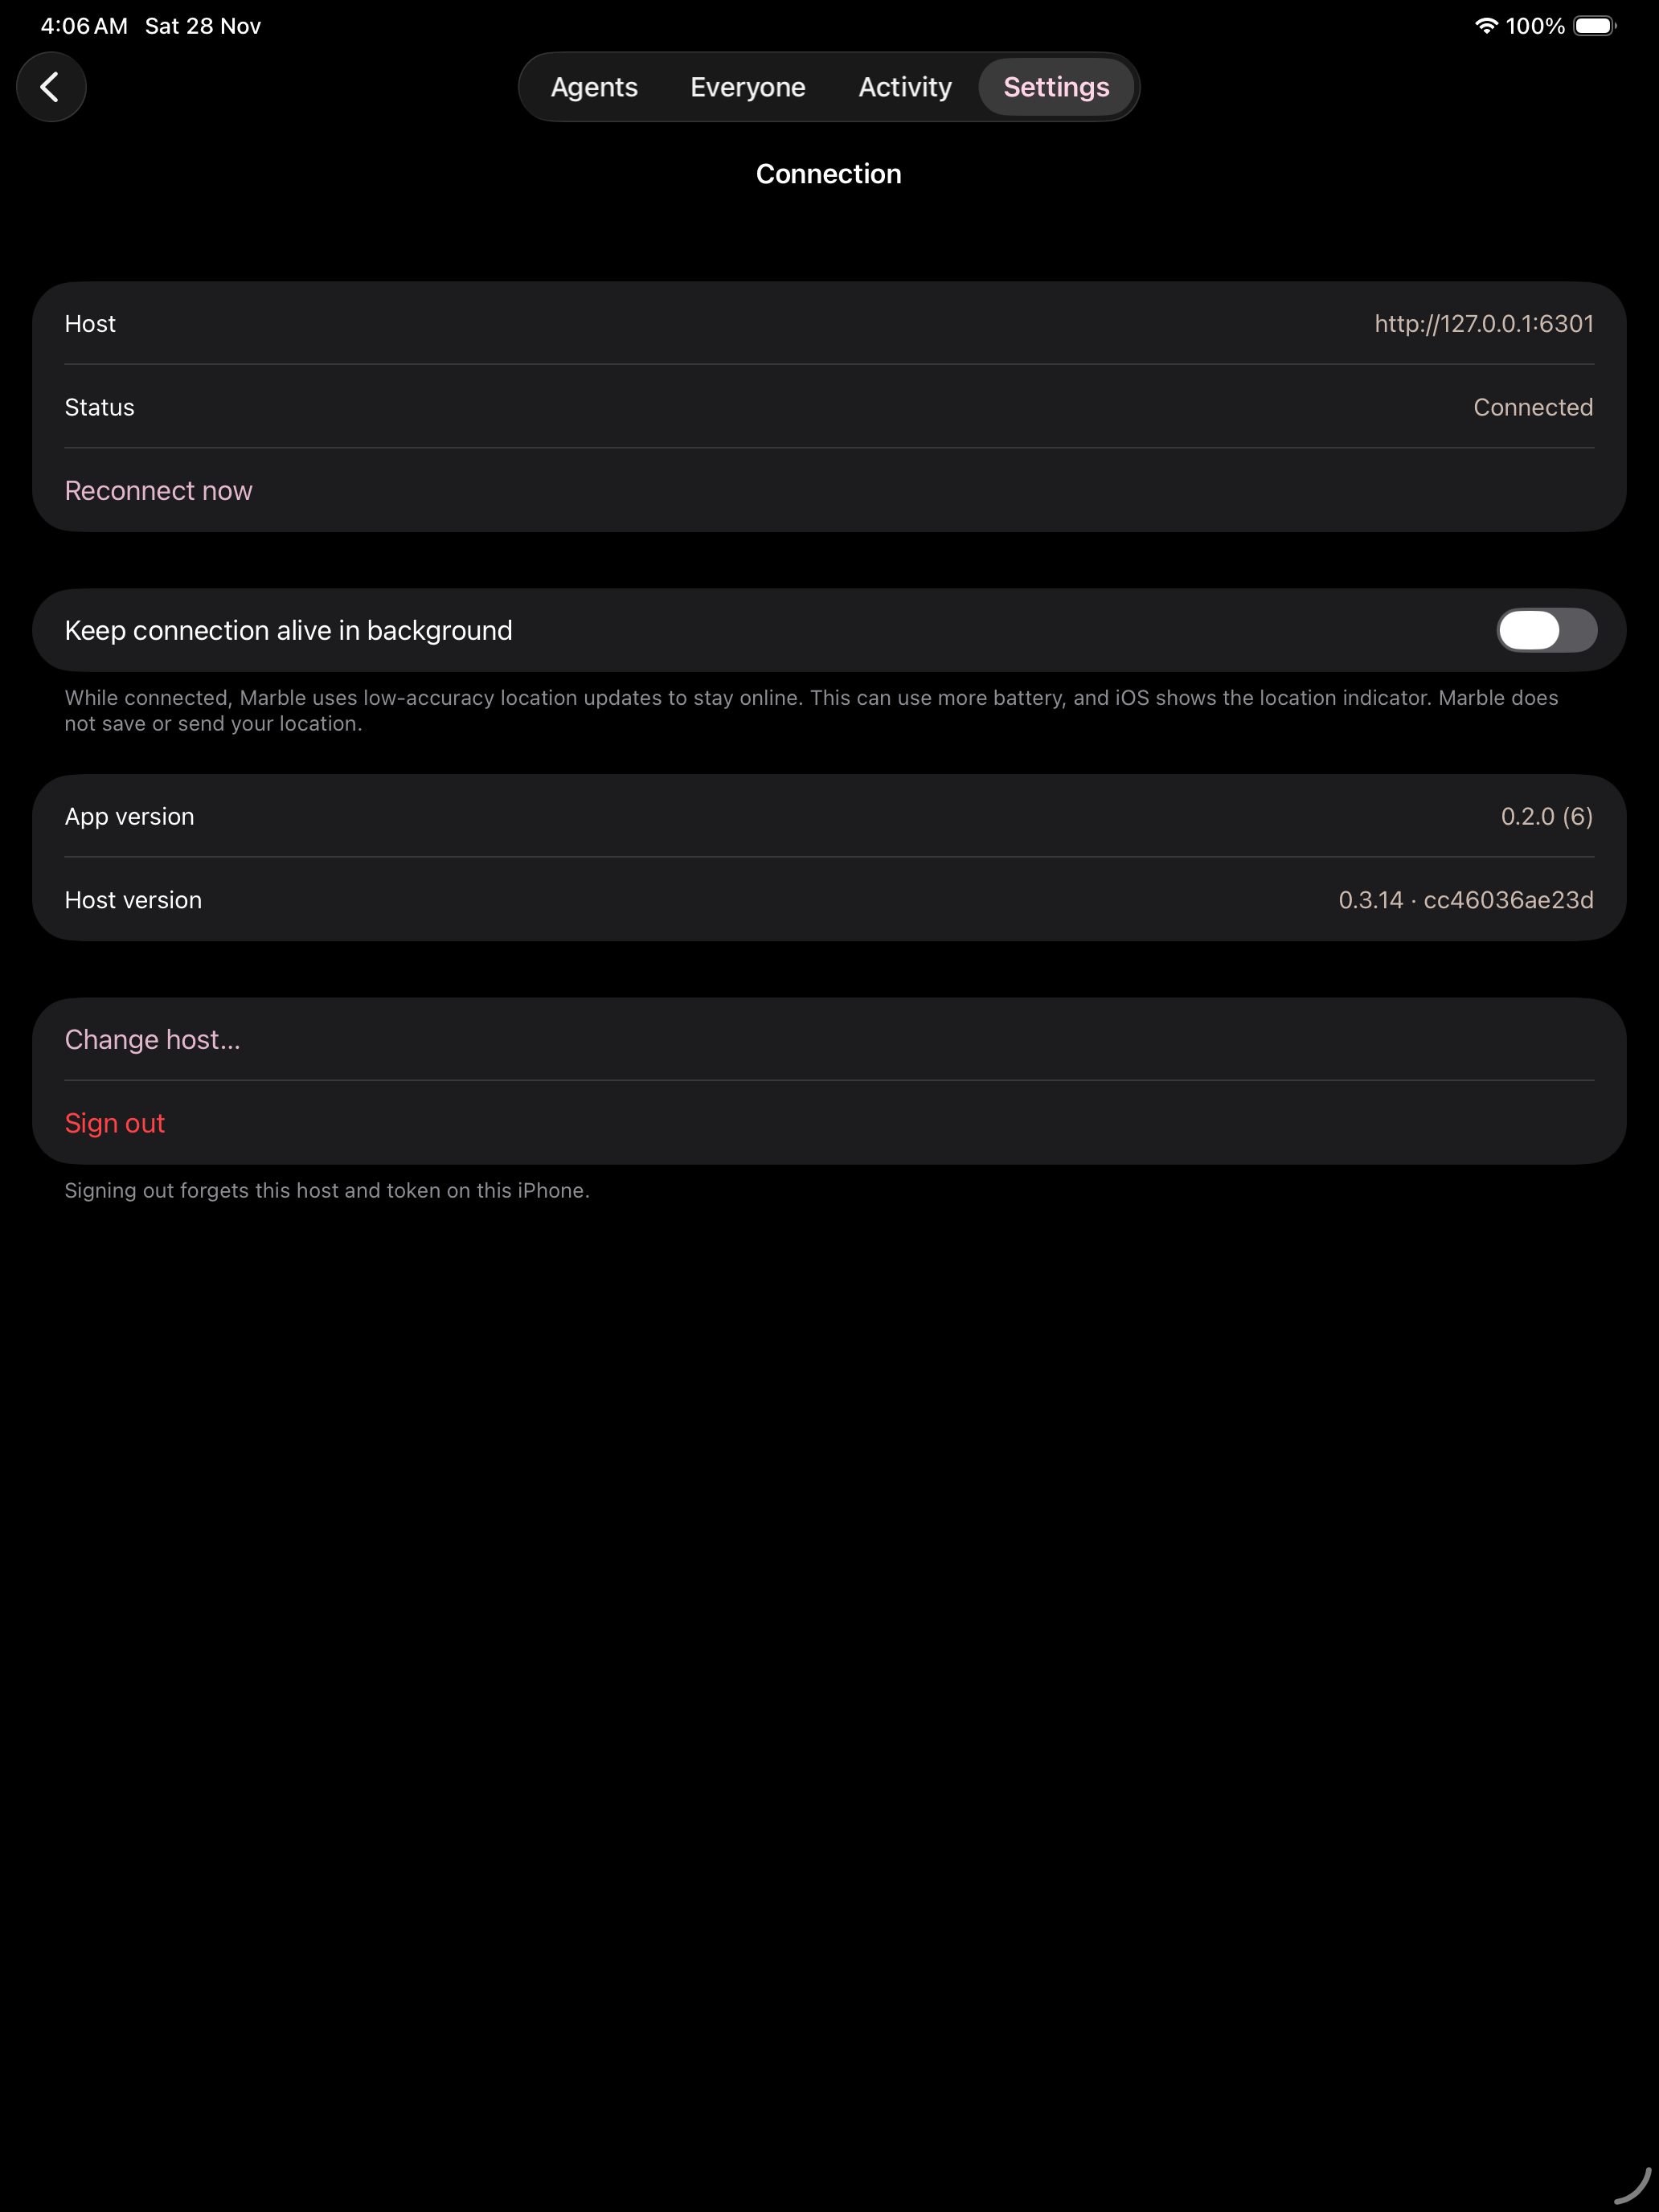 4:06 AM Sat 28 Nov
100%
Agents Everyone Activity Settings
Connection
Host http://127.0.0.1:6301
Status Connected
Reconnect now
Keep connection alive in background
While connected, Marble uses low-accuracy location updates to stay online. This can use more battery, and iOS shows the location indicator. Marble does
not save or send your location.
App version 0.2.0 (6)
Host version 0.3.14 · cc46036ae23d
Change host...
Sign out
Signing out forgets this host and token on this iPhone.